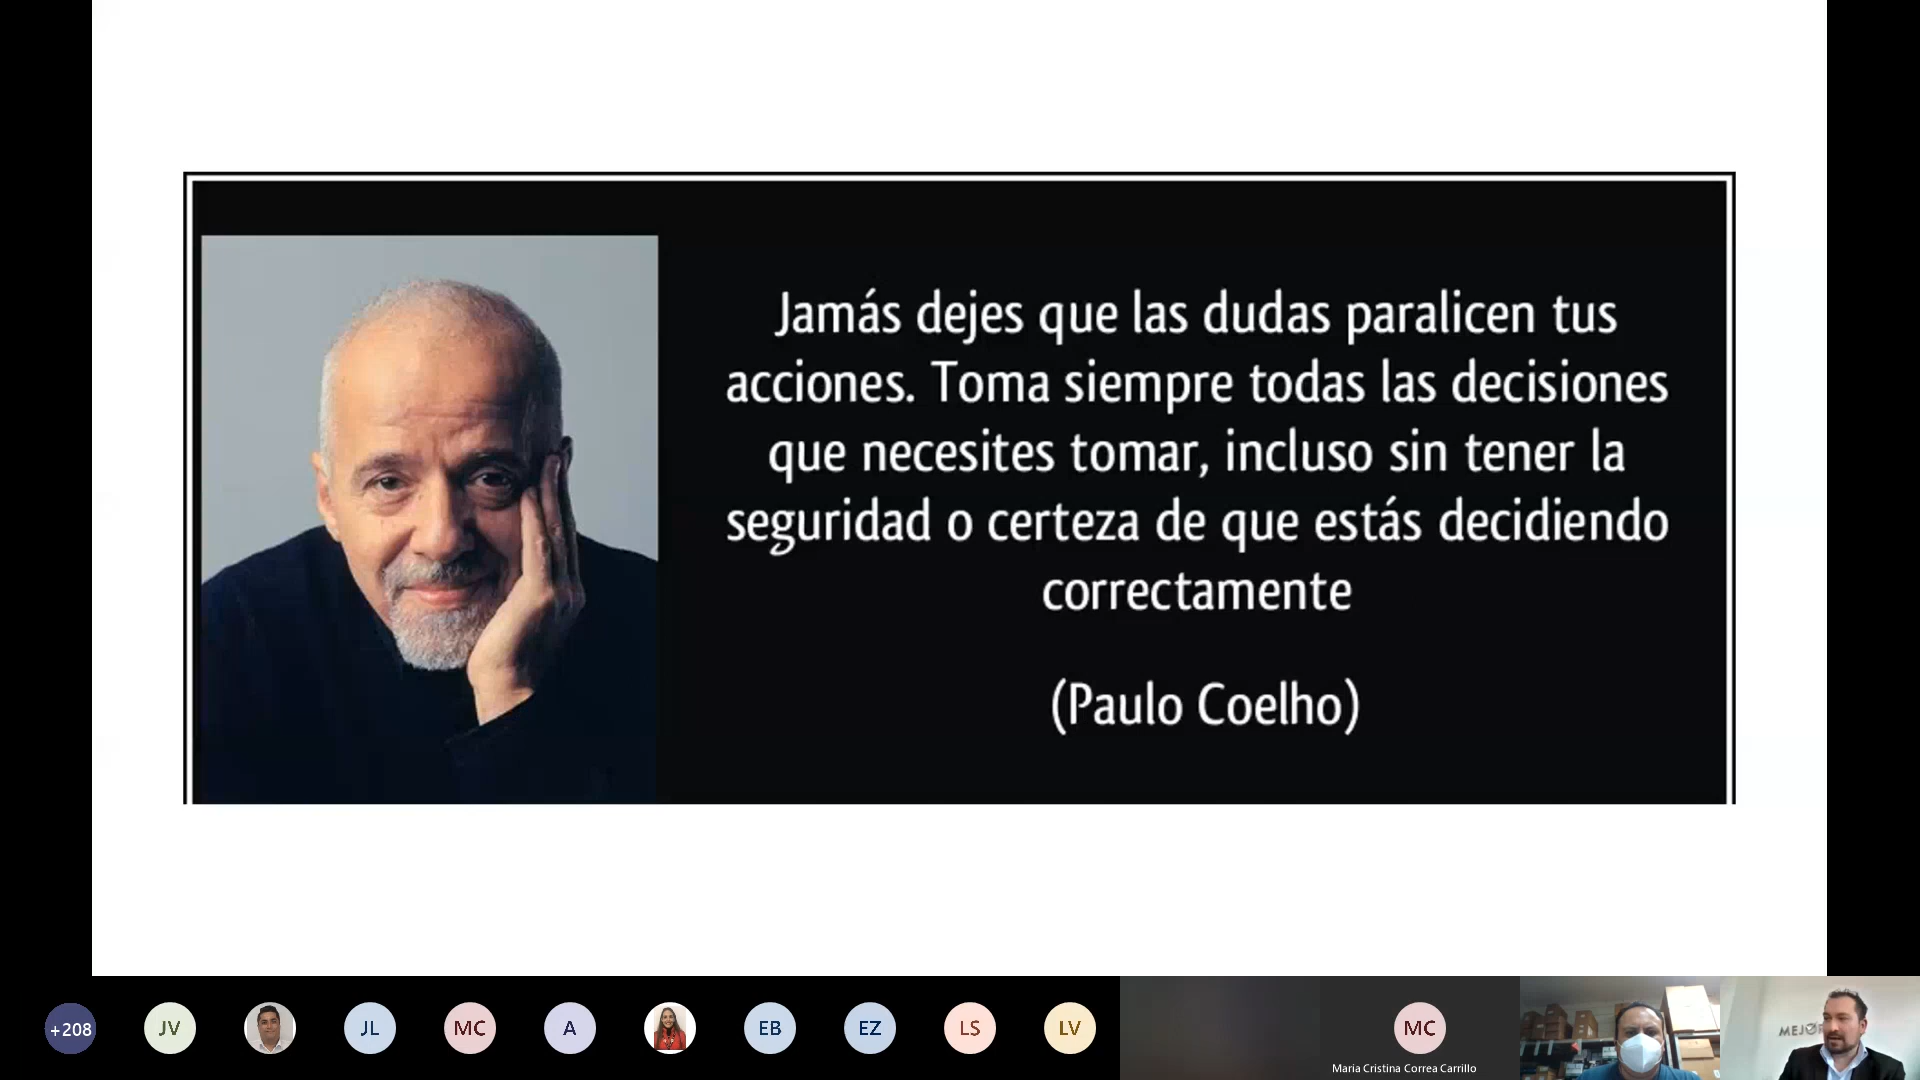 Jamás dejes que las dudas paralicen tus
acciones. Toma siempre todas las decisiones
que necesites tomar, incluso sin tener la
seguridad o certeza de que estás decidiendo
correctamente
(Paulo Coelho)
+208
JV
JL
MC
A
EB
EZ
LS
LV
MC
Maria Cristina Correa Carrillo